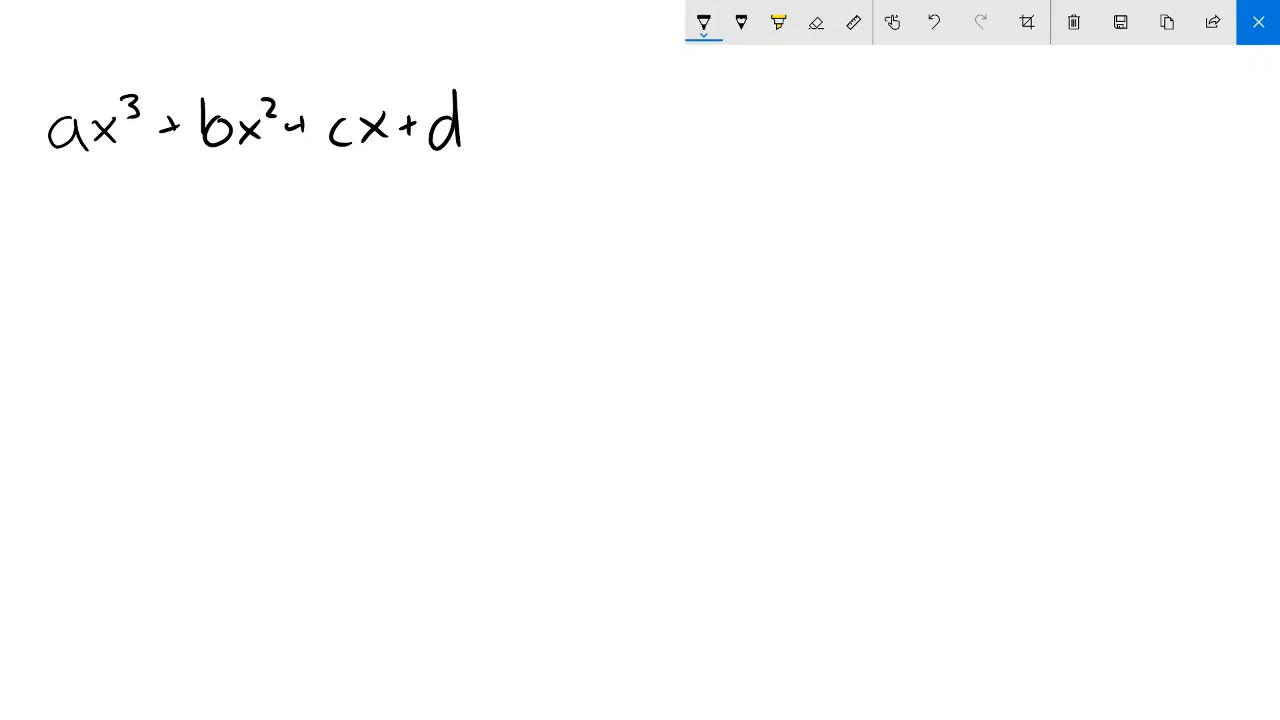 ax³ + bx² + cx + d